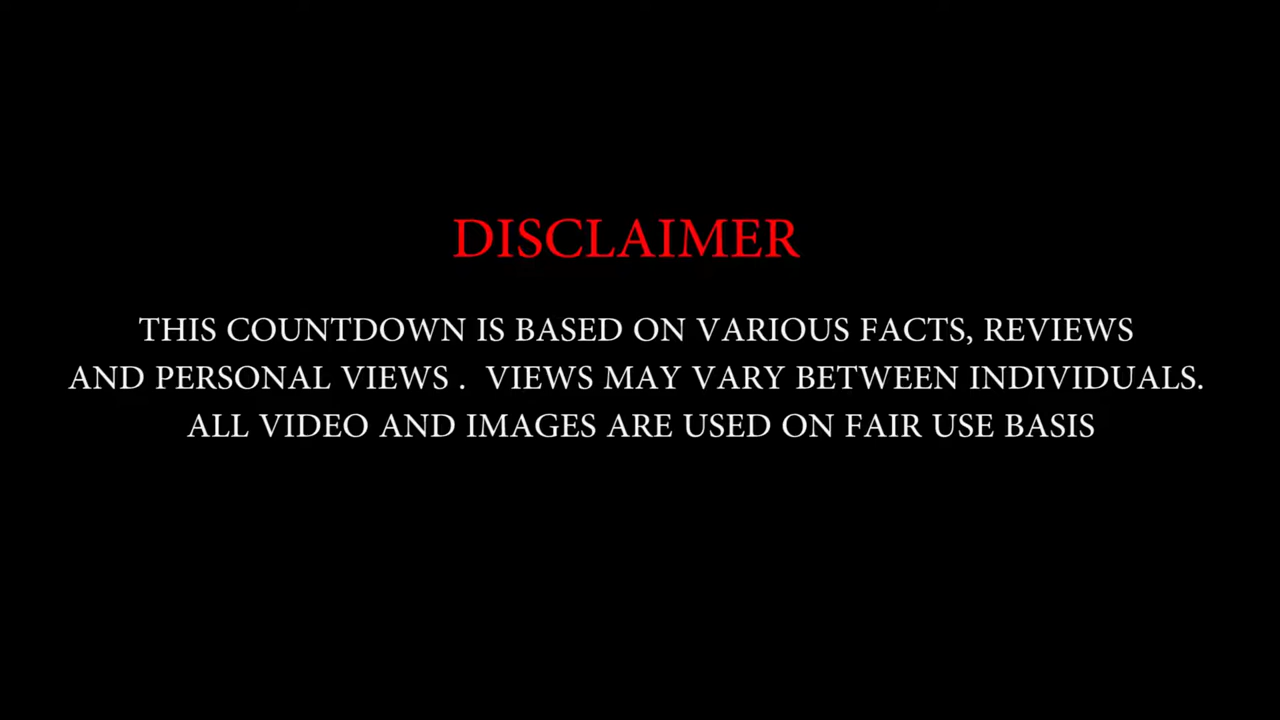 DISCLAIMER
THIS COUNTDOWN IS BASED ON VARIOUS FACTS, REVIEWS
AND PERSONAL VIEWS .  VIEWS MAY VARY BETWEEN INDIVIDUALS.
ALL VIDEO AND IMAGES ARE USED ON FAIR USE BASIS